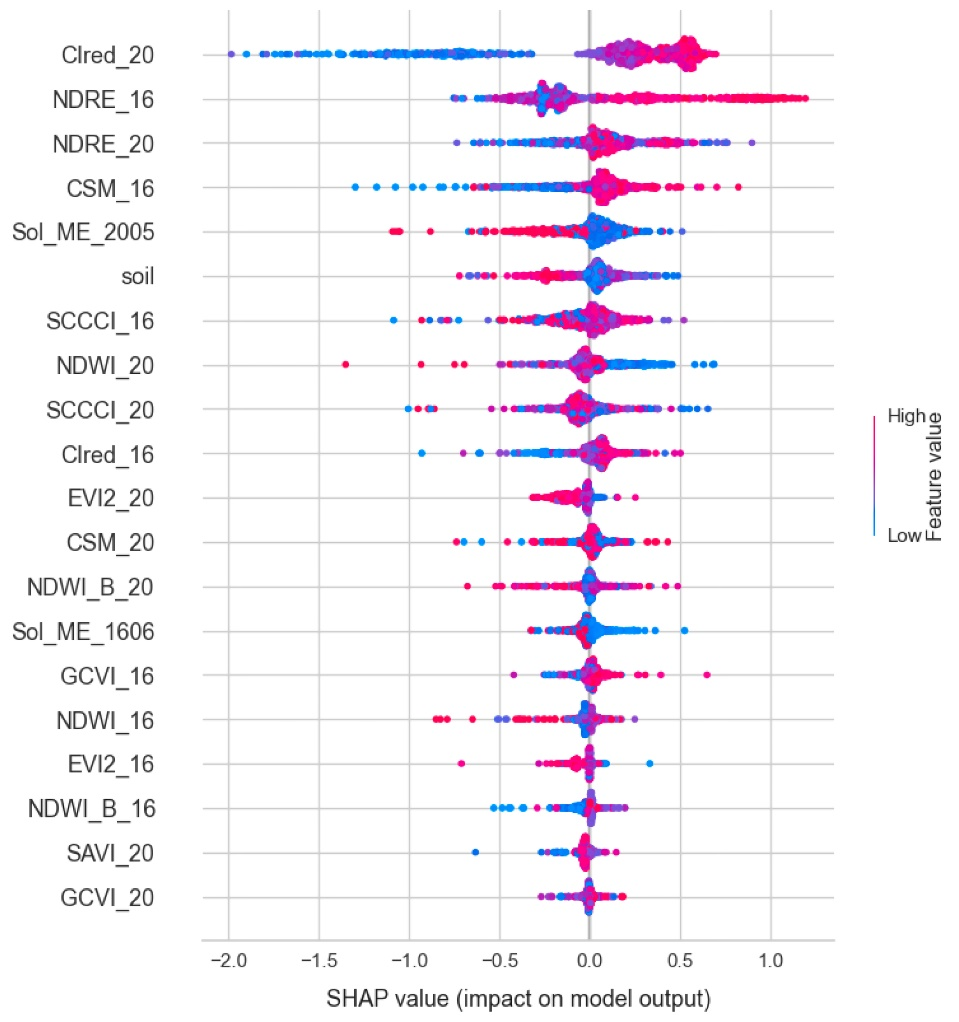 CIred_20
NDRE_16
NDRE_20
CSM_16
Sol_ME_2005
soil
SCCCI_16
NDWI_20
SCCCI_20
CIred_16
EVI2_20
CSM_20
NDWI_B_20
Sol_ME_1606
GCVI_16
NDWI_16
EVI2_16
NDWI_B_16
SAVI_20
GCVI_20
High
Low
Feature value
−2.0 −1.5 −1.0 −0.5 0.0 0.5 1.0
SHAP value (impact on model output)